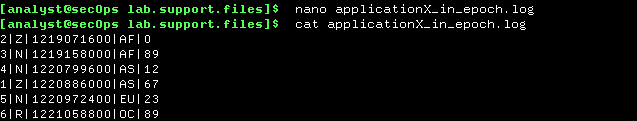 [analyst@secOps lab.support.files]$ nano applicationX_in_epoch.log
[analyst@secOps lab.support.files]$ cat applicationX_in_epoch.log
2|Z|1219071600|AF|0
3|N|1219158000|AF|89
4|N|1220799600|AS|12
1|Z|1220886000|AS|67
5|N|1220972400|EU|23
6|R|1221058800|OC|89